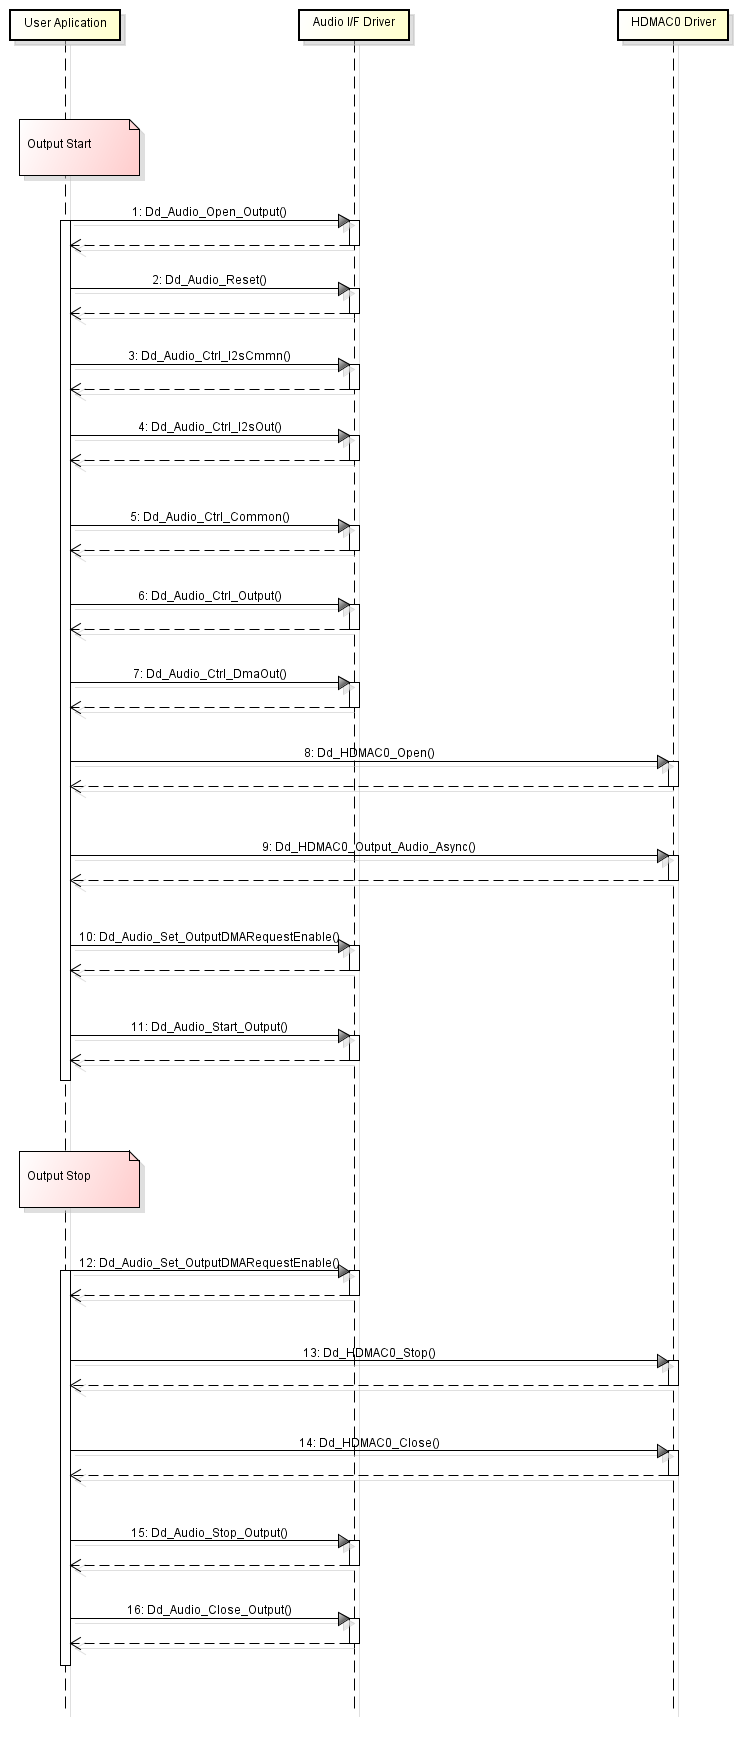 User Aplication
Audio I/F Driver
HDMAC0 Driver
Output Start
1: Dd_Audio_Open_Output()
2: Dd_Audio_Reset()
3: Dd_Audio_Ctrl_I2sCmmn()
4: Dd_Audio_Ctrl_I2sOut()
5: Dd_Audio_Ctrl_Common()
6: Dd_Audio_Ctrl_Output()
7: Dd_Audio_Ctrl_DmaOut()
8: Dd_HDMAC0_Open()
9: Dd_HDMAC0_Output_Audio_Async()
10: Dd_Audio_Set_OutputDMARequestEnable()
11: Dd_Audio_Start_Output()
Output Stop
12: Dd_Audio_Set_OutputDMARequestEnable()
13: Dd_HDMAC0_Stop()
14: Dd_HDMAC0_Close()
15: Dd_Audio_Stop_Output()
16: Dd_Audio_Close_Output()